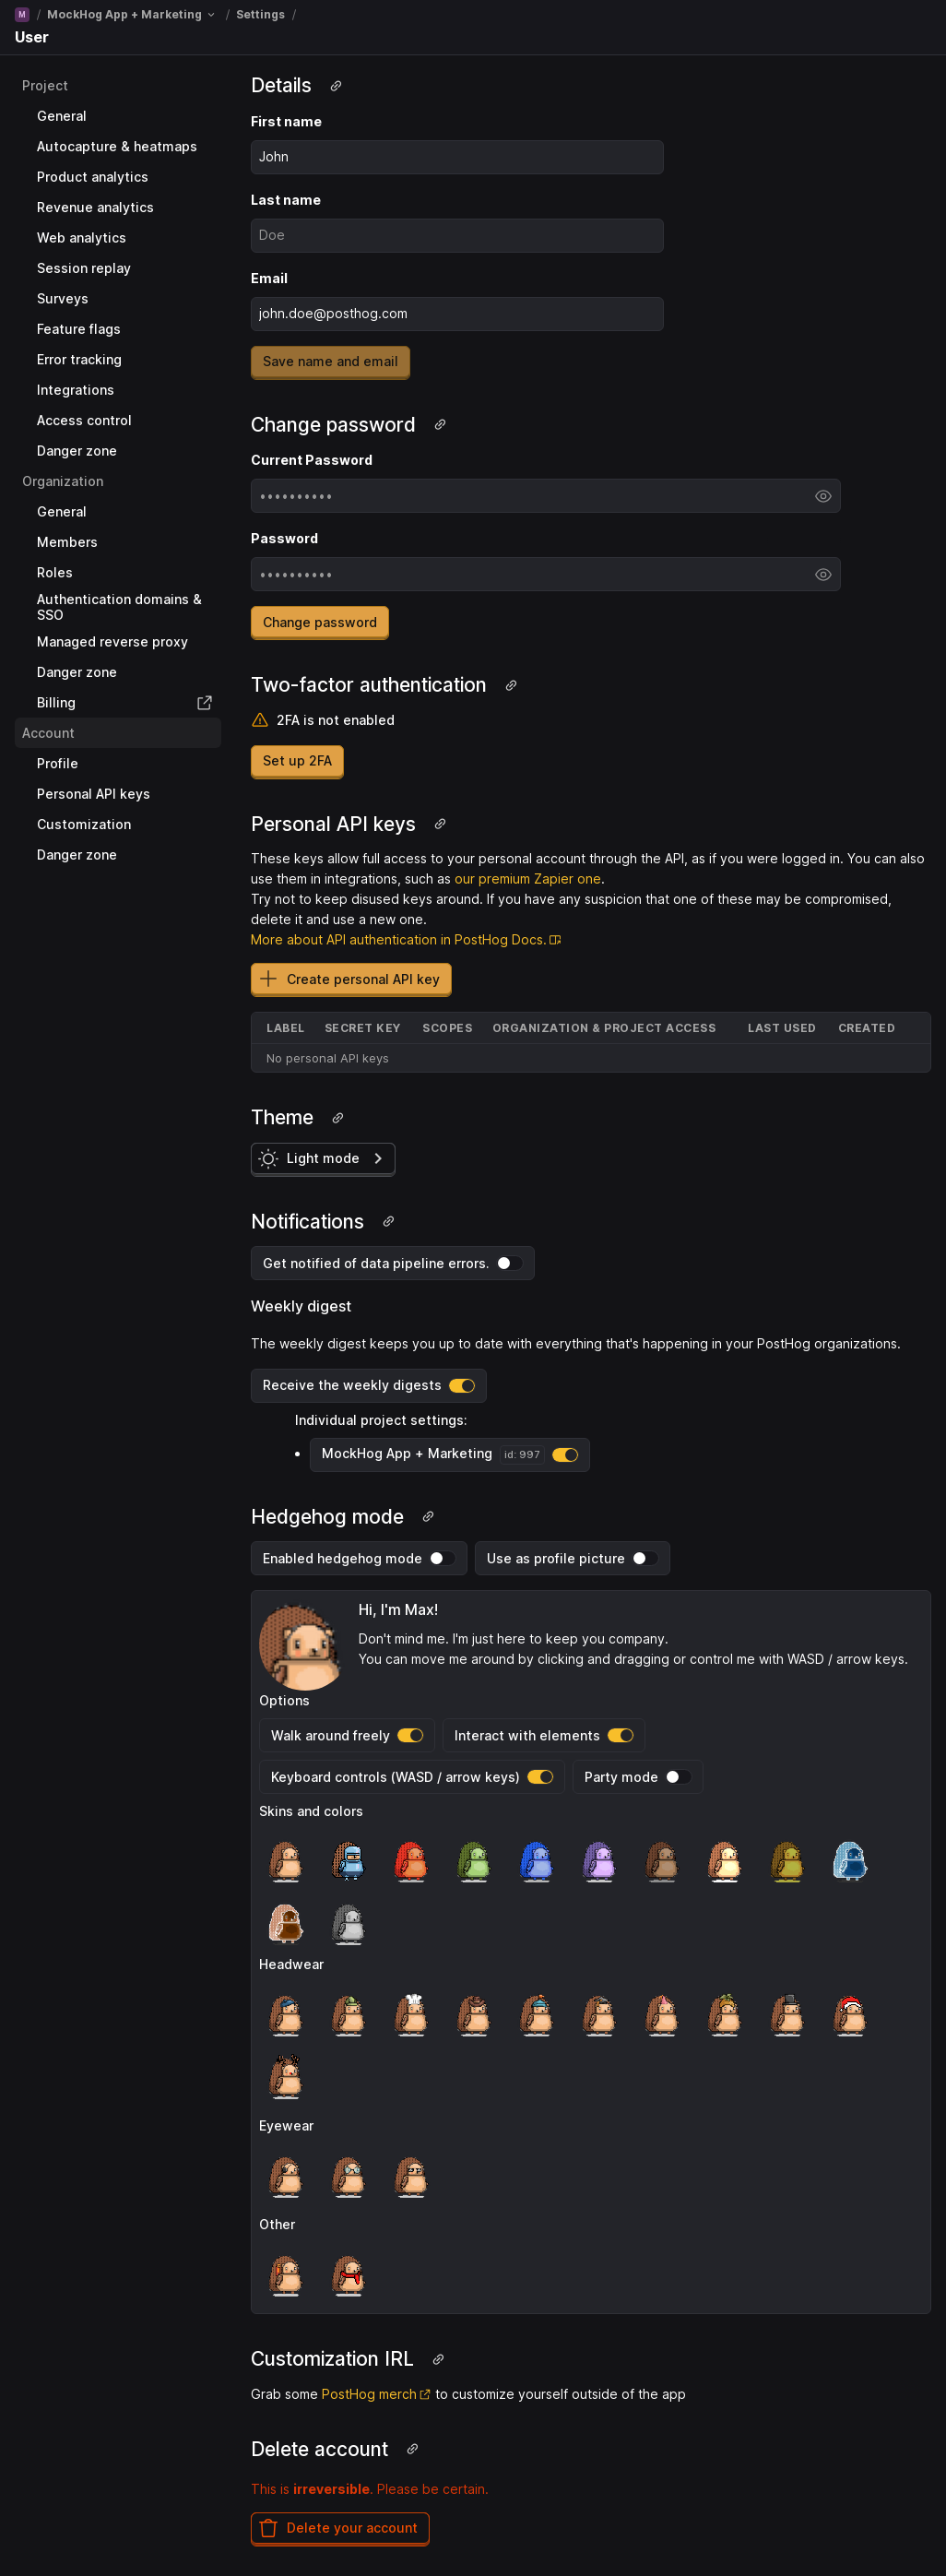 M / MockHog App + Marketing / Settings /
User
Project
General
Autocapture & heatmaps
Product analytics
Revenue analytics
Web analytics
Session replay
Surveys
Feature flags
Error tracking
Integrations
Access control
Danger zone
Organization
General
Members
Roles
Authentication domains &
SSO
Managed reverse proxy
Danger zone
Billing
Account
Profile
Personal API keys
Customization
Danger zone
Details
First name
John
Last name
Doe
Email
john.doe@posthog.com
Save name and email
Change password
Current Password
••••••••••
Password
••••••••••
Change password
Two-factor authentication
2FA is not enabled
Set up 2FA
Personal API keys
These keys allow full access to your personal account through the API, as if you were logged in. You can also
use them in integrations, such as our premium Zapier one.
Try not to keep disused keys around. If you have any suspicion that one of these may be compromised,
delete it and use a new one.
More about API authentication in PostHog Docs.
Create personal API key
LABEL SECRET KEY SCOPES ORGANIZATION & PROJECT ACCESS LAST USED CREATED
No personal API keys
Theme
Light mode
Notifications
Get notified of data pipeline errors.
Weekly digest
The weekly digest keeps you up to date with everything that's happening in your PostHog organizations.
Receive the weekly digests
Individual project settings:
• MockHog App + Marketing id: 997
Hedgehog mode
Enabled hedgehog mode Use as profile picture
Hi, I'm Max!
Don't mind me. I'm just here to keep you company.
You can move me around by clicking and dragging or control me with WASD / arrow keys.
Options
Walk around freely Interact with elements
Keyboard controls (WASD / arrow keys) Party mode
Skins and colors
Headwear
Eyewear
Other
Customization IRL
Grab some PostHog merch to customize yourself outside of the app
Delete account
This is irreversible. Please be certain.
Delete your account